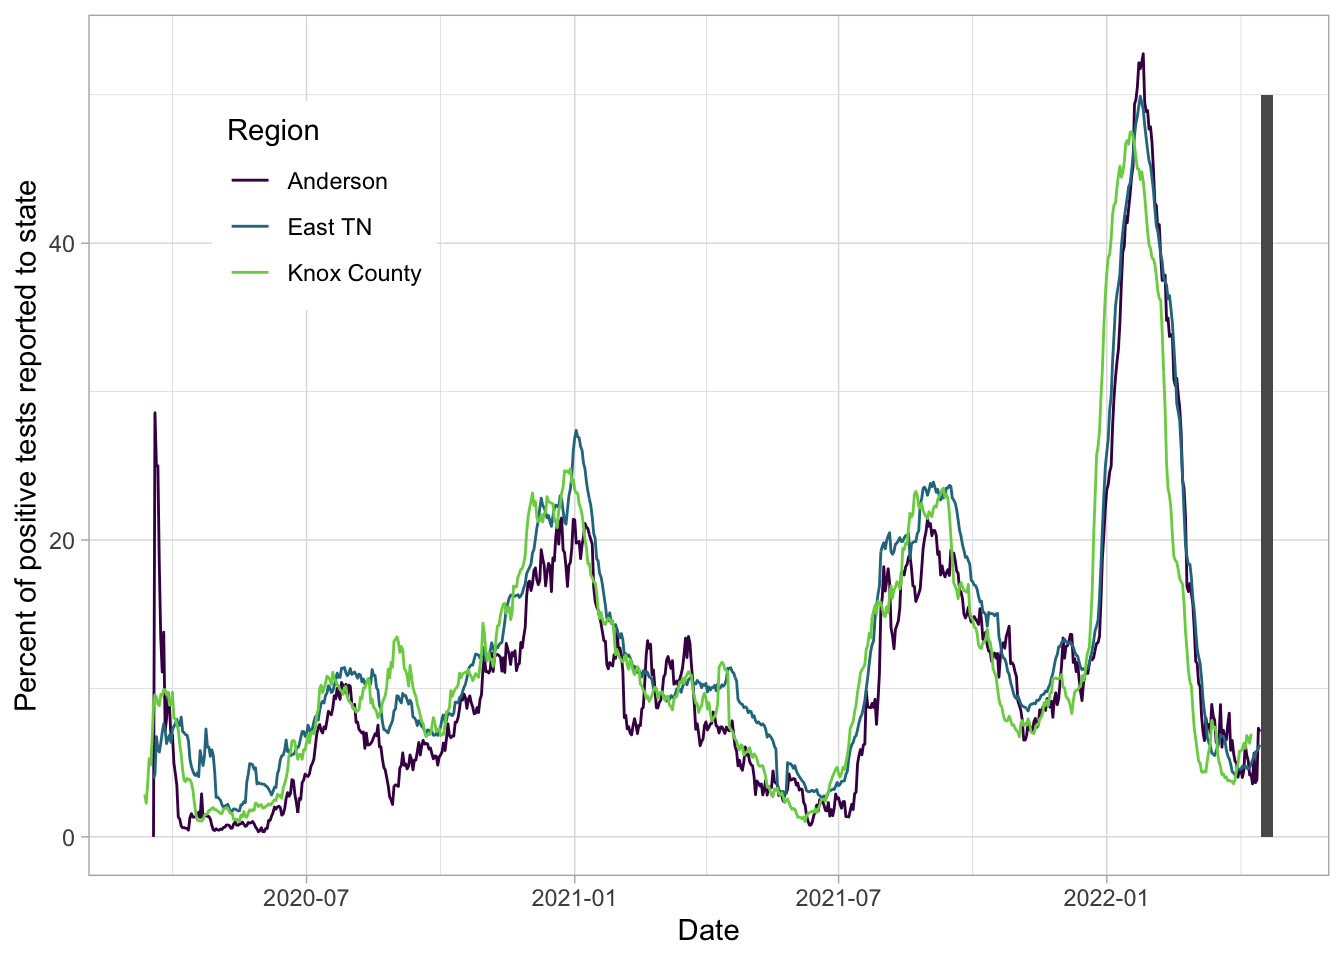 Region
Anderson
East TN
Knox County
Percent of positive tests reported to state
40
20
0
2020-07
2021-01
2021-07
2022-01
Date